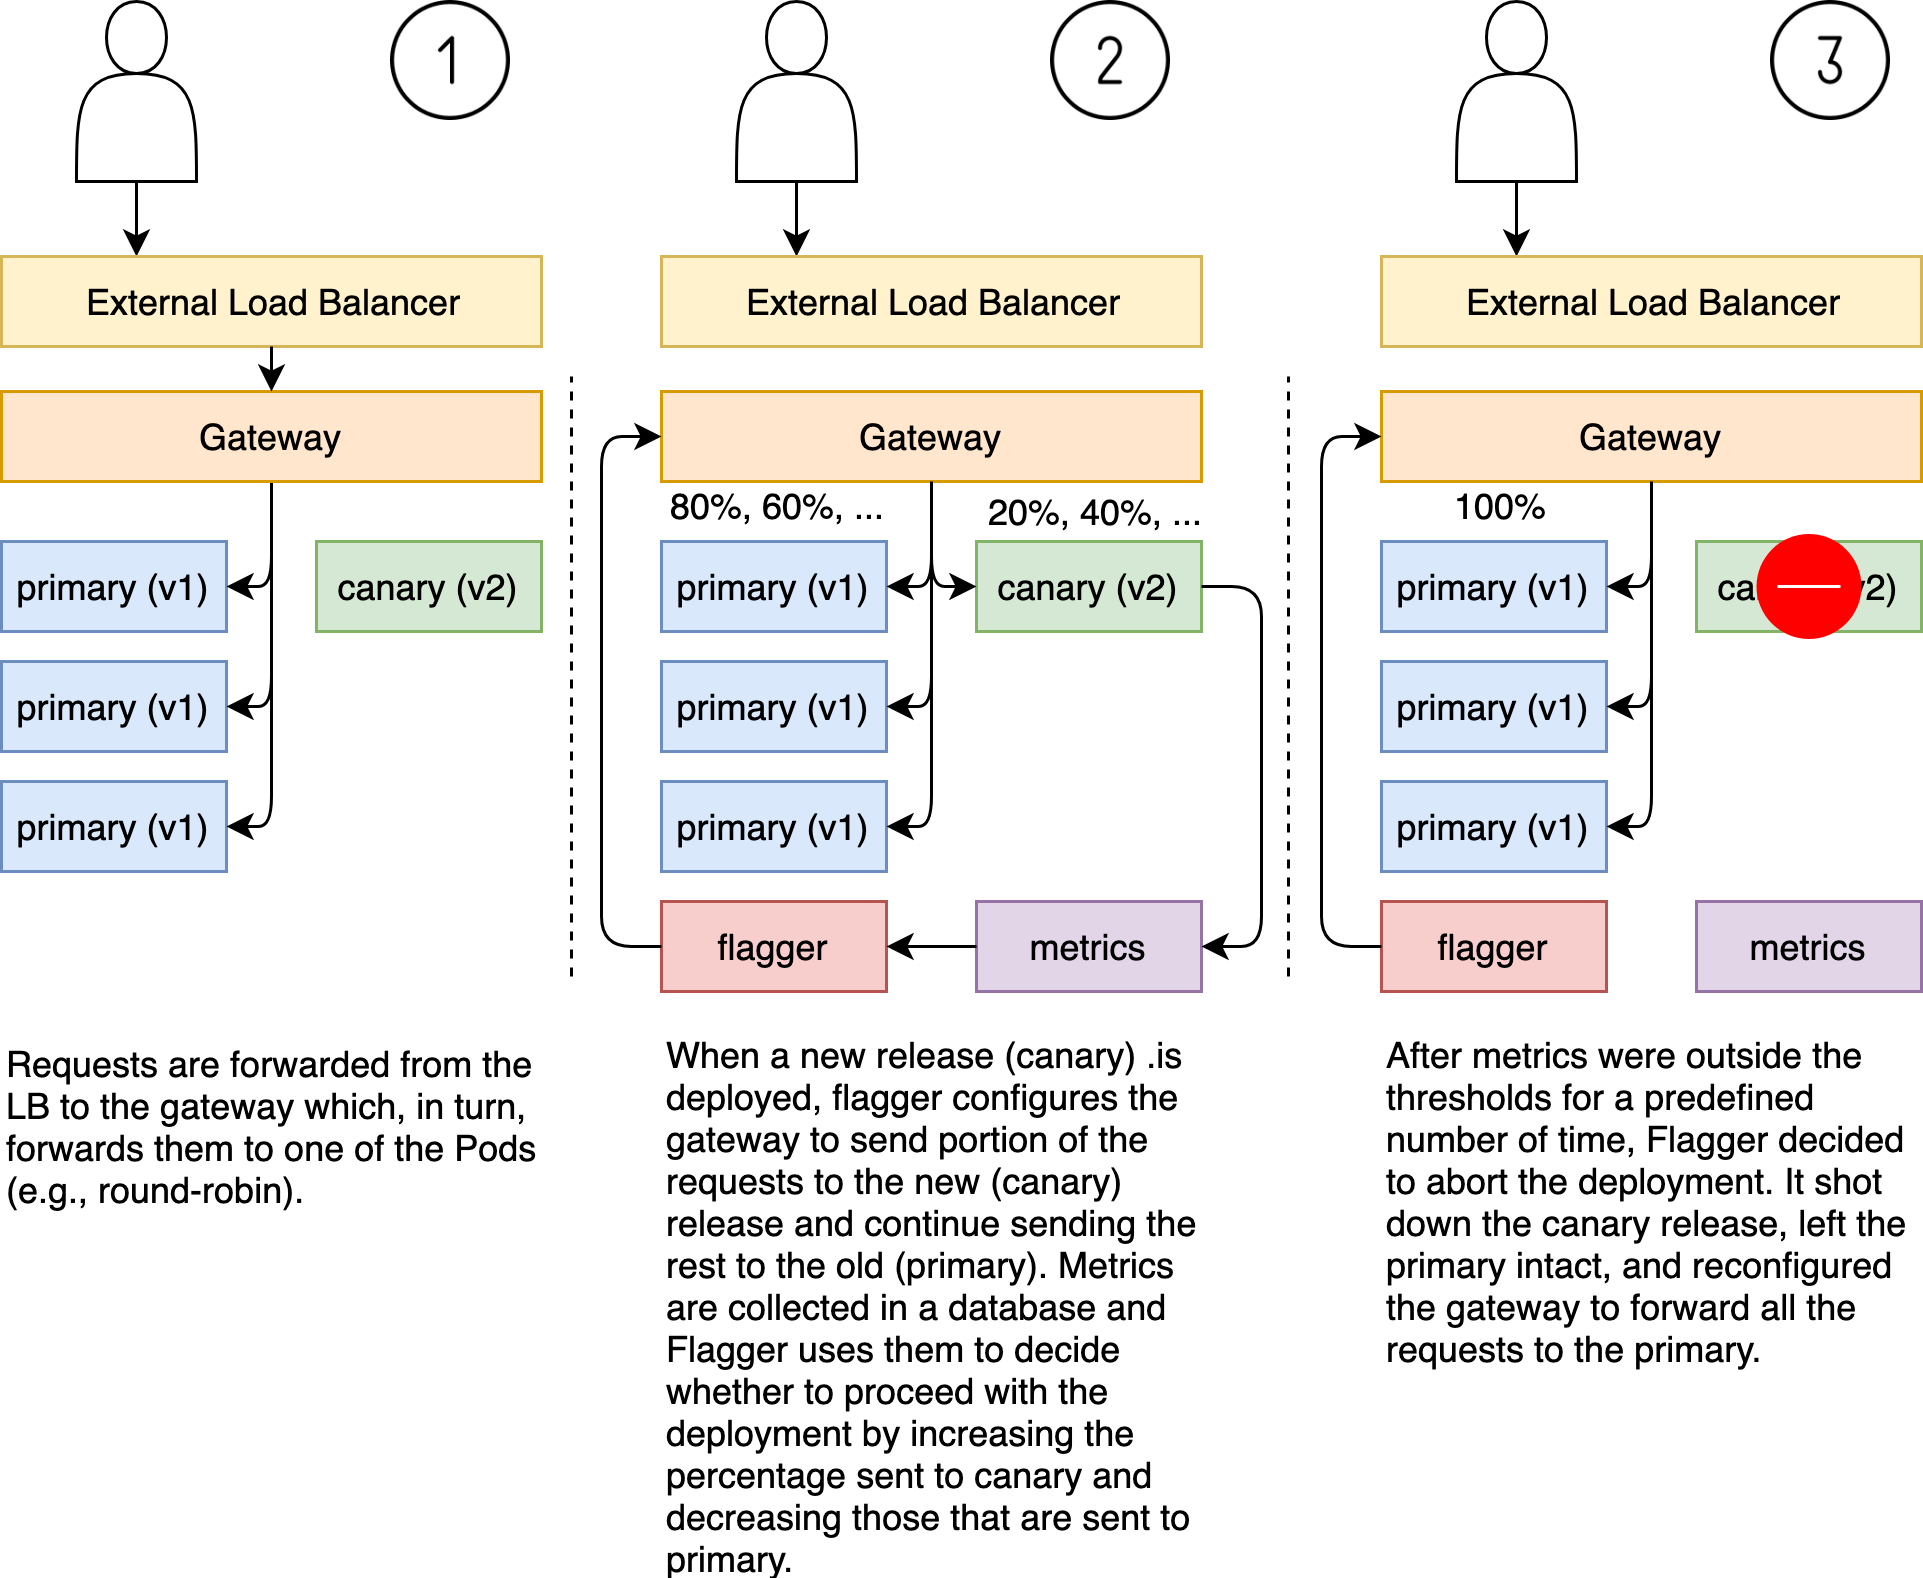 1
External Load Balancer
Gateway
primary (v1)
canary (v2)
primary (v1)
primary (v1)
Requests are forwarded from the
LB to the gateway which, in turn,
forwards them to one of the Pods
(e.g., round-robin).
2
External Load Balancer
Gateway
80%, 60%, ...
20%, 40%, ...
primary (v1)
canary (v2)
primary (v1)
primary (v1)
flagger
metrics
When a new release (canary) .is
deployed, flagger configures the
gateway to send portion of the
requests to the new (canary)
release and continue sending the
rest to the old (primary). Metrics
are collected in a database and
Flagger uses them to decide
whether to proceed with the
deployment by increasing the
percentage sent to canary and
decreasing those that are sent to
primary.
3
External Load Balancer
Gateway
100%
primary (v1)
primary (v1)
primary (v1)
flagger
metrics
After metrics were outside the
thresholds for a predefined
number of time, Flagger decided
to abort the deployment. It shot
down the canary release, left the
primary intact, and reconfigured
the gateway to forward all the
requests to the primary.